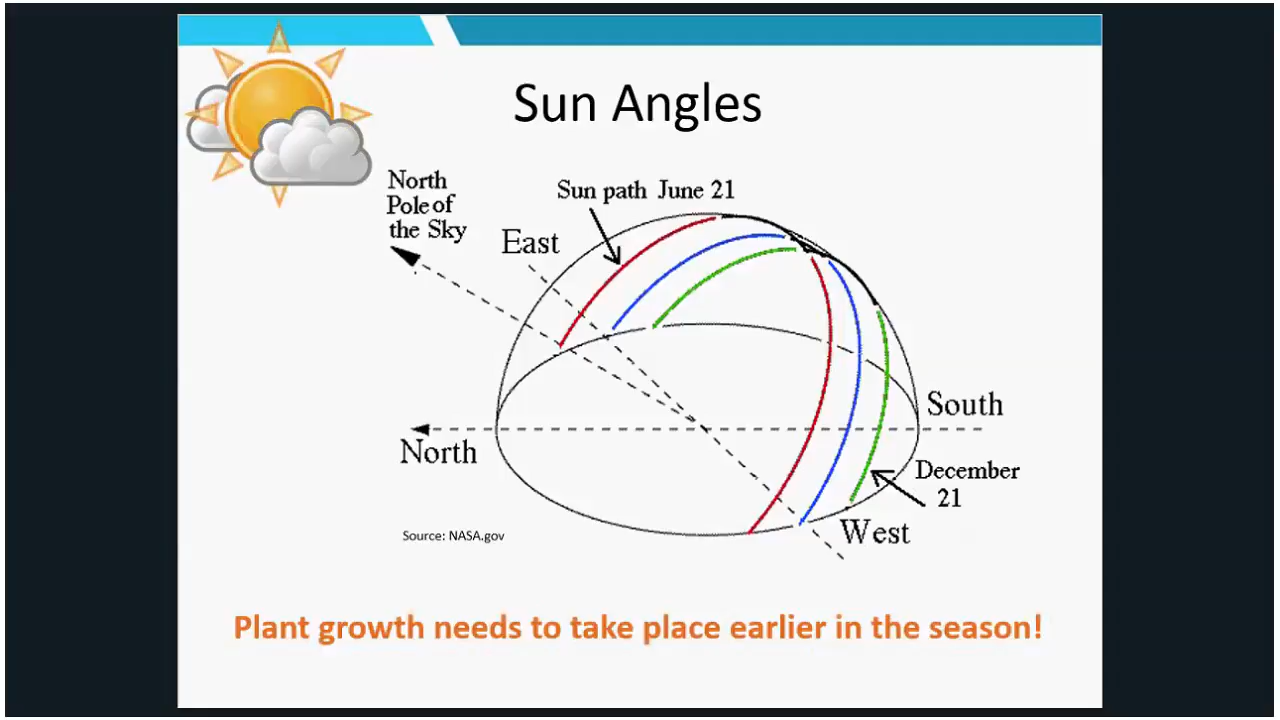 Sun Angles
North
Pole of
the Sky
Sun path June 21
East
South
North
December
21
West
Source: NASA.gov
Plant growth needs to take place earlier in the season!